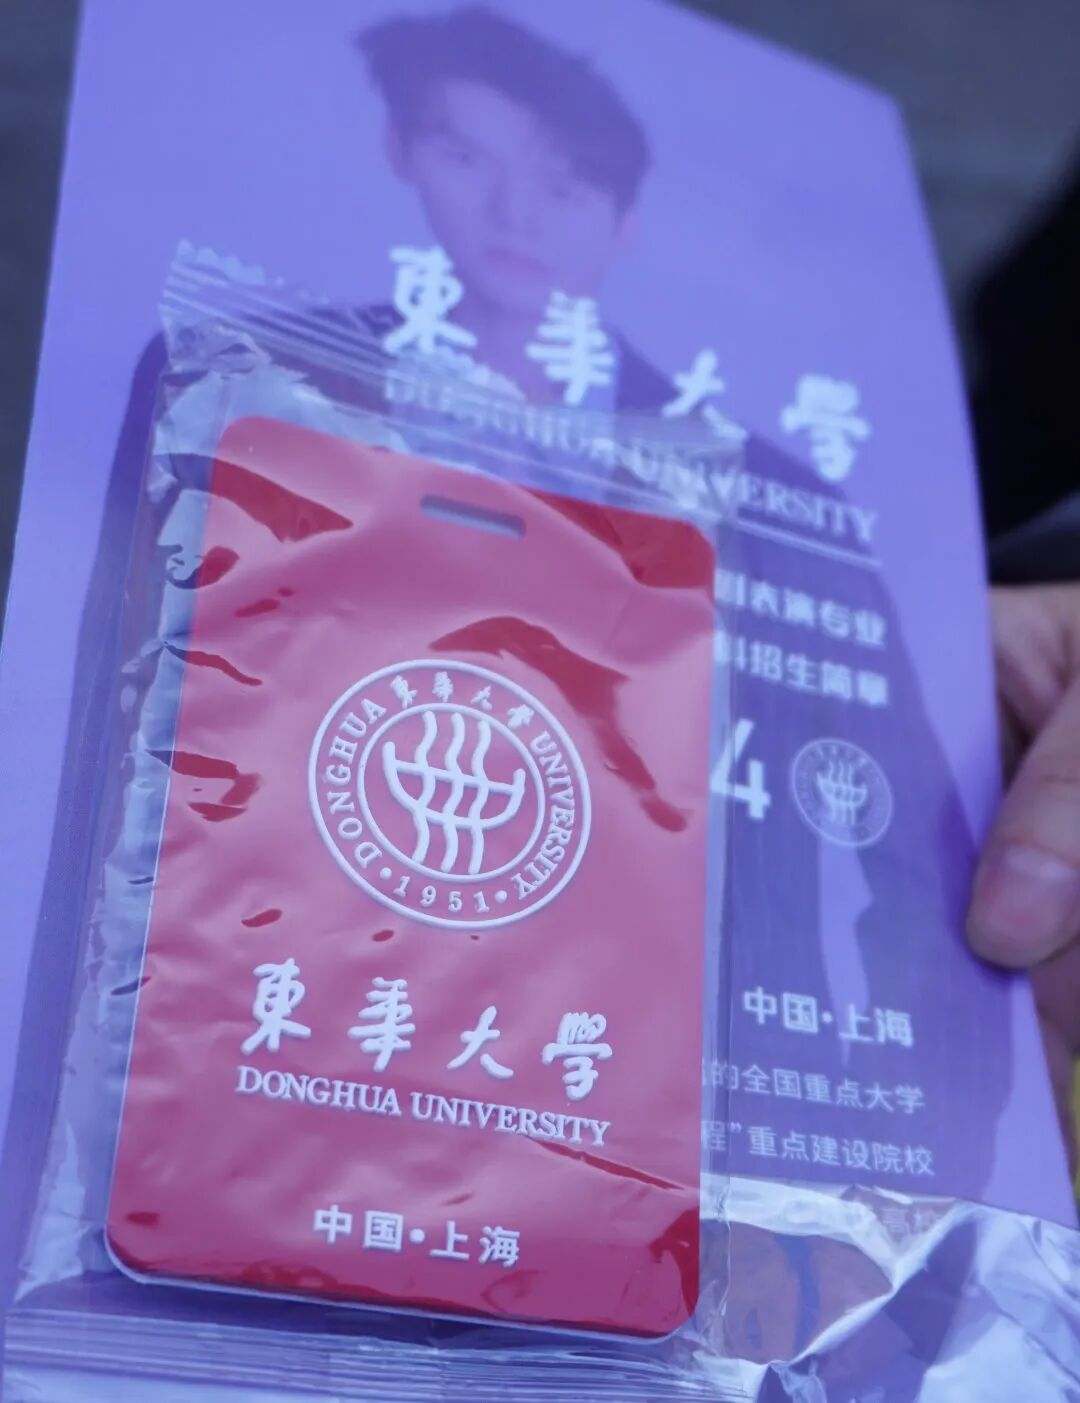 東華大學
DONGHUA UNIVERSITY
表演专业
招生简章
4
中国·上海
的全国重点大学
程”重点建设院校
高校
東華大學
DONGHUA UNIVERSITY
·1951·
東華大學
DONGHUA UNIVERSITY
中国·上海